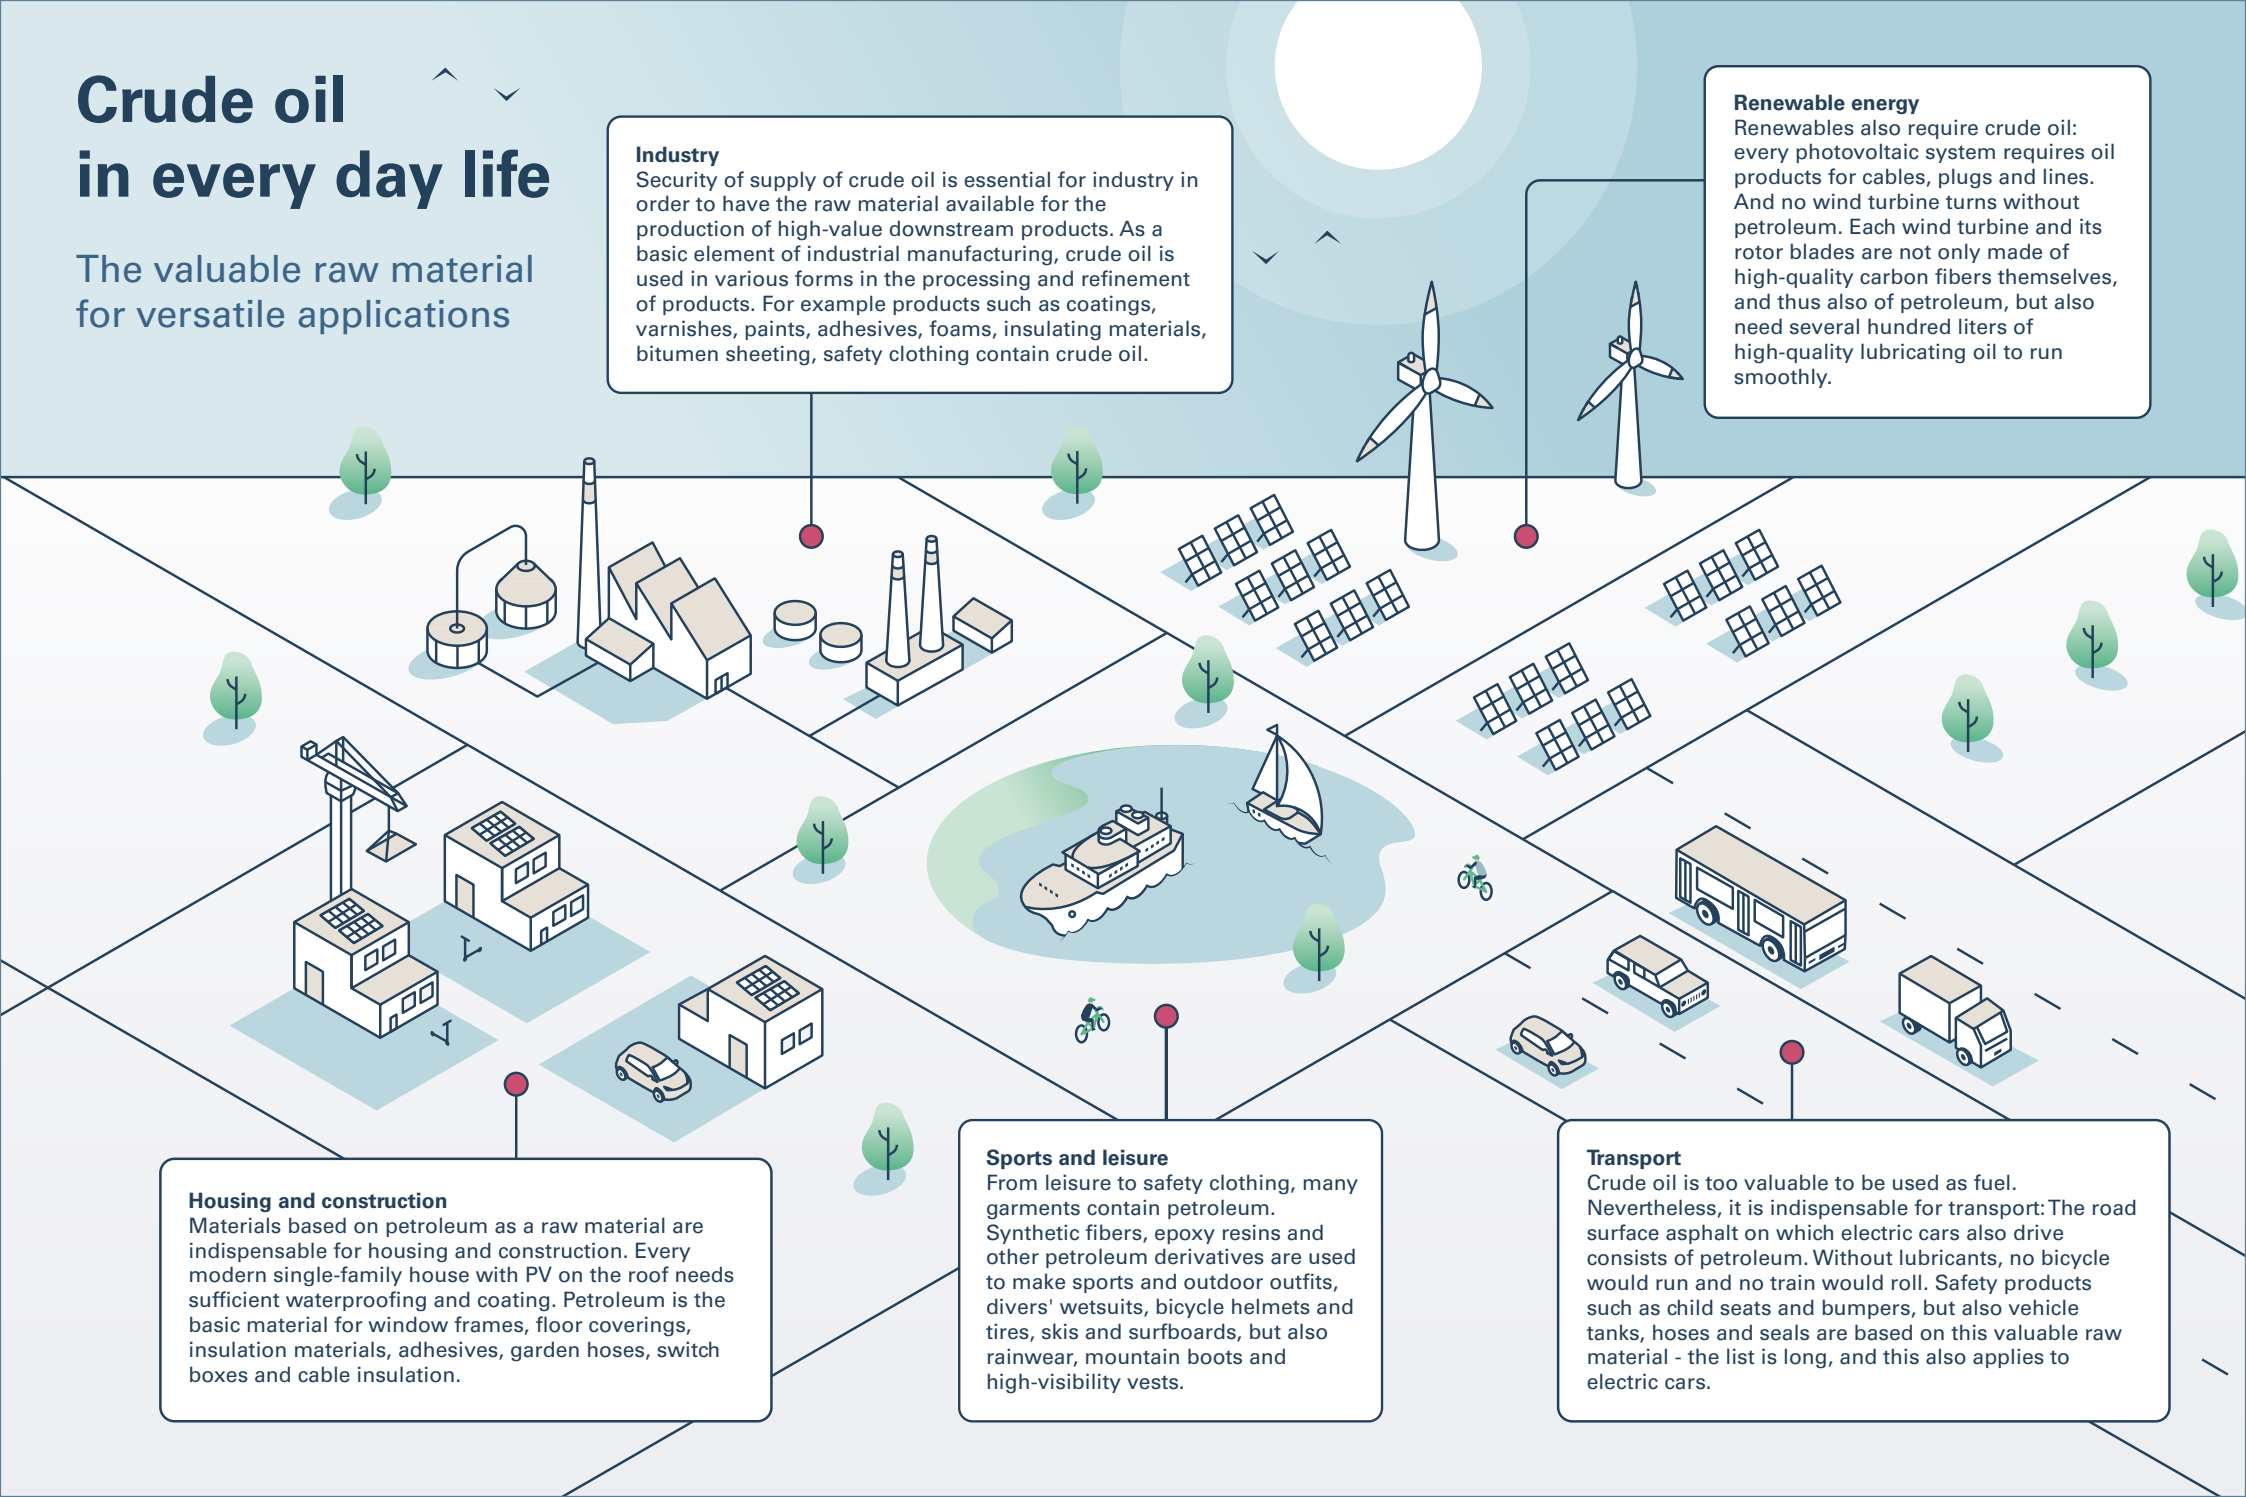 Crude oil
in every day life
The valuable raw material
for versatile applications
Industry
Security of supply of crude oil is essential for industry in
order to have the raw material available for the
production of high-value downstream products. As a
basic element of industrial manufacturing, crude oil is
used in various forms in the processing and refinement
of products. For example products such as coatings,
varnishes, paints, adhesives, foams, insulating materials,
bitumen sheeting, safety clothing contain crude oil.
Renewable energy
Renewables also require crude oil:
every photovoltaic system requires oil
products for cables, plugs and lines.
And no wind turbine turns without
petroleum. Each wind turbine and its
rotor blades are not only made of
high-quality carbon fibers themselves,
and thus also of petroleum, but also
need several hundred liters of
high-quality lubricating oil to run
smoothly.
Housing and construction
Materials based on petroleum as a raw material are
indispensable for housing and construction. Every
modern single-family house with PV on the roof needs
sufficient waterproofing and coating. Petroleum is the
basic material for window frames, floor coverings,
insulation materials, adhesives, garden hoses, switch
boxes and cable insulation.
Sports and leisure
From leisure to safety clothing, many
garments contain petroleum.
Synthetic fibers, epoxy resins and
other petroleum derivatives are used
to make sports and outdoor outfits,
divers' wetsuits, bicycle helmets and
tires, skis and surfboards, but also
rainwear, mountain boots and
high-visibility vests.
Transport
Crude oil is too valuable to be used as fuel.
Nevertheless, it is indispensable for transport: The road
surface asphalt on which electric cars also drive
consists of petroleum. Without lubricants, no bicycle
would run and no train would roll. Safety products
such as child seats and bumpers, but also vehicle
tanks, hoses and seals are based on this valuable raw
material - the list is long, and this also applies to
electric cars.